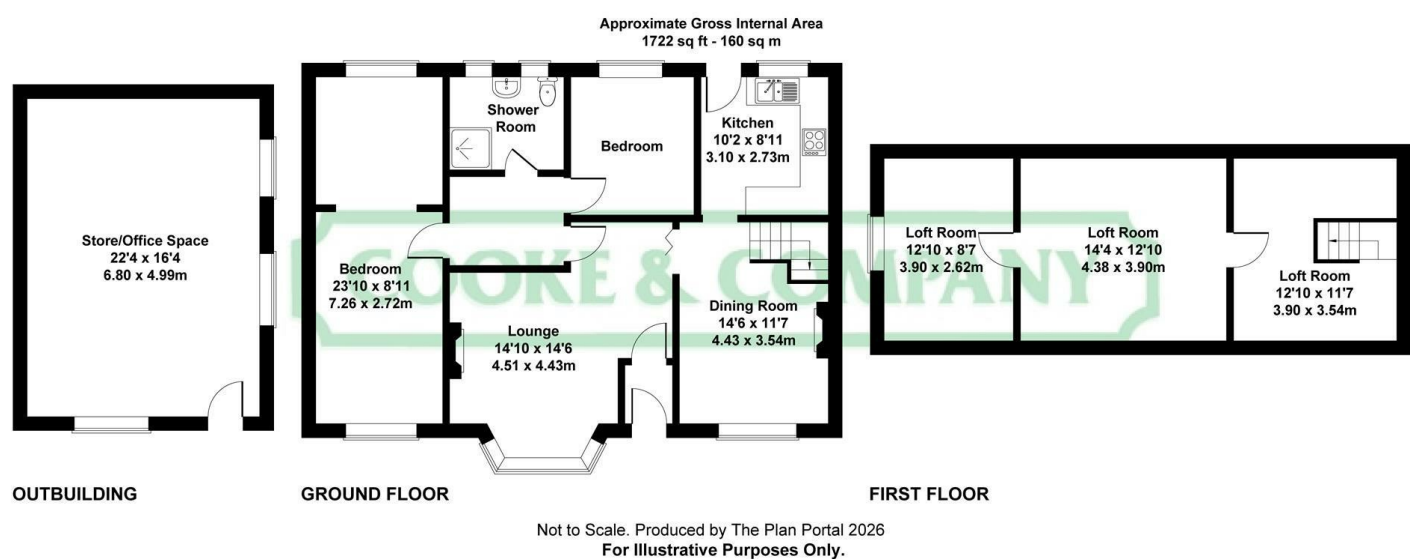 Approximate Gross Internal Area
1722 sq ft - 160 sq m
Store/Office Space
22'4 x 16'4
6.80 x 4.99m
Shower
Room
Bedroom
Kitchen
10'2 x 8'11
3.10 x 2.73m
Bedroom
23'10 x 8'11
7.26 x 2.72m
Lounge
14'10 x 14'6
4.51 x 4.43m
Dining Room
14'6 x 11'7
4.43 x 3.54m
Loft Room
12'10 x 8'7
3.90 x 2.62m
Loft Room
14'4 x 12'10
4.38 x 3.90m
Loft Room
12'10 x 11'7
3.90 x 3.54m
COOKE & COMPANY
OUTBUILDING
GROUND FLOOR
FIRST FLOOR
Not to Scale. Produced by The Plan Portal 2026
For Illustrative Purposes Only.